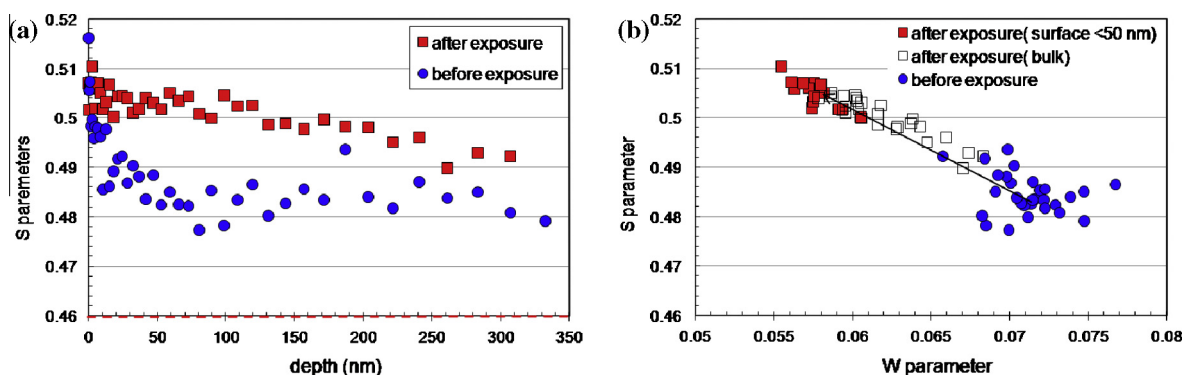 (a)
0.52
0.51
0.5
0.49
0.48
0.47
0.46
S paremeters
after exposure
before exposure
0 50 100 150 200 250 300 350
depth (nm)
(b)
0.52
0.51
0.5
0.49
0.48
0.47
0.46
S parameter
after exposure( surface <50 nm)
after exposure( bulk)
before exposure
0.05 0.055 0.06 0.065 0.07 0.075 0.08
W parameter